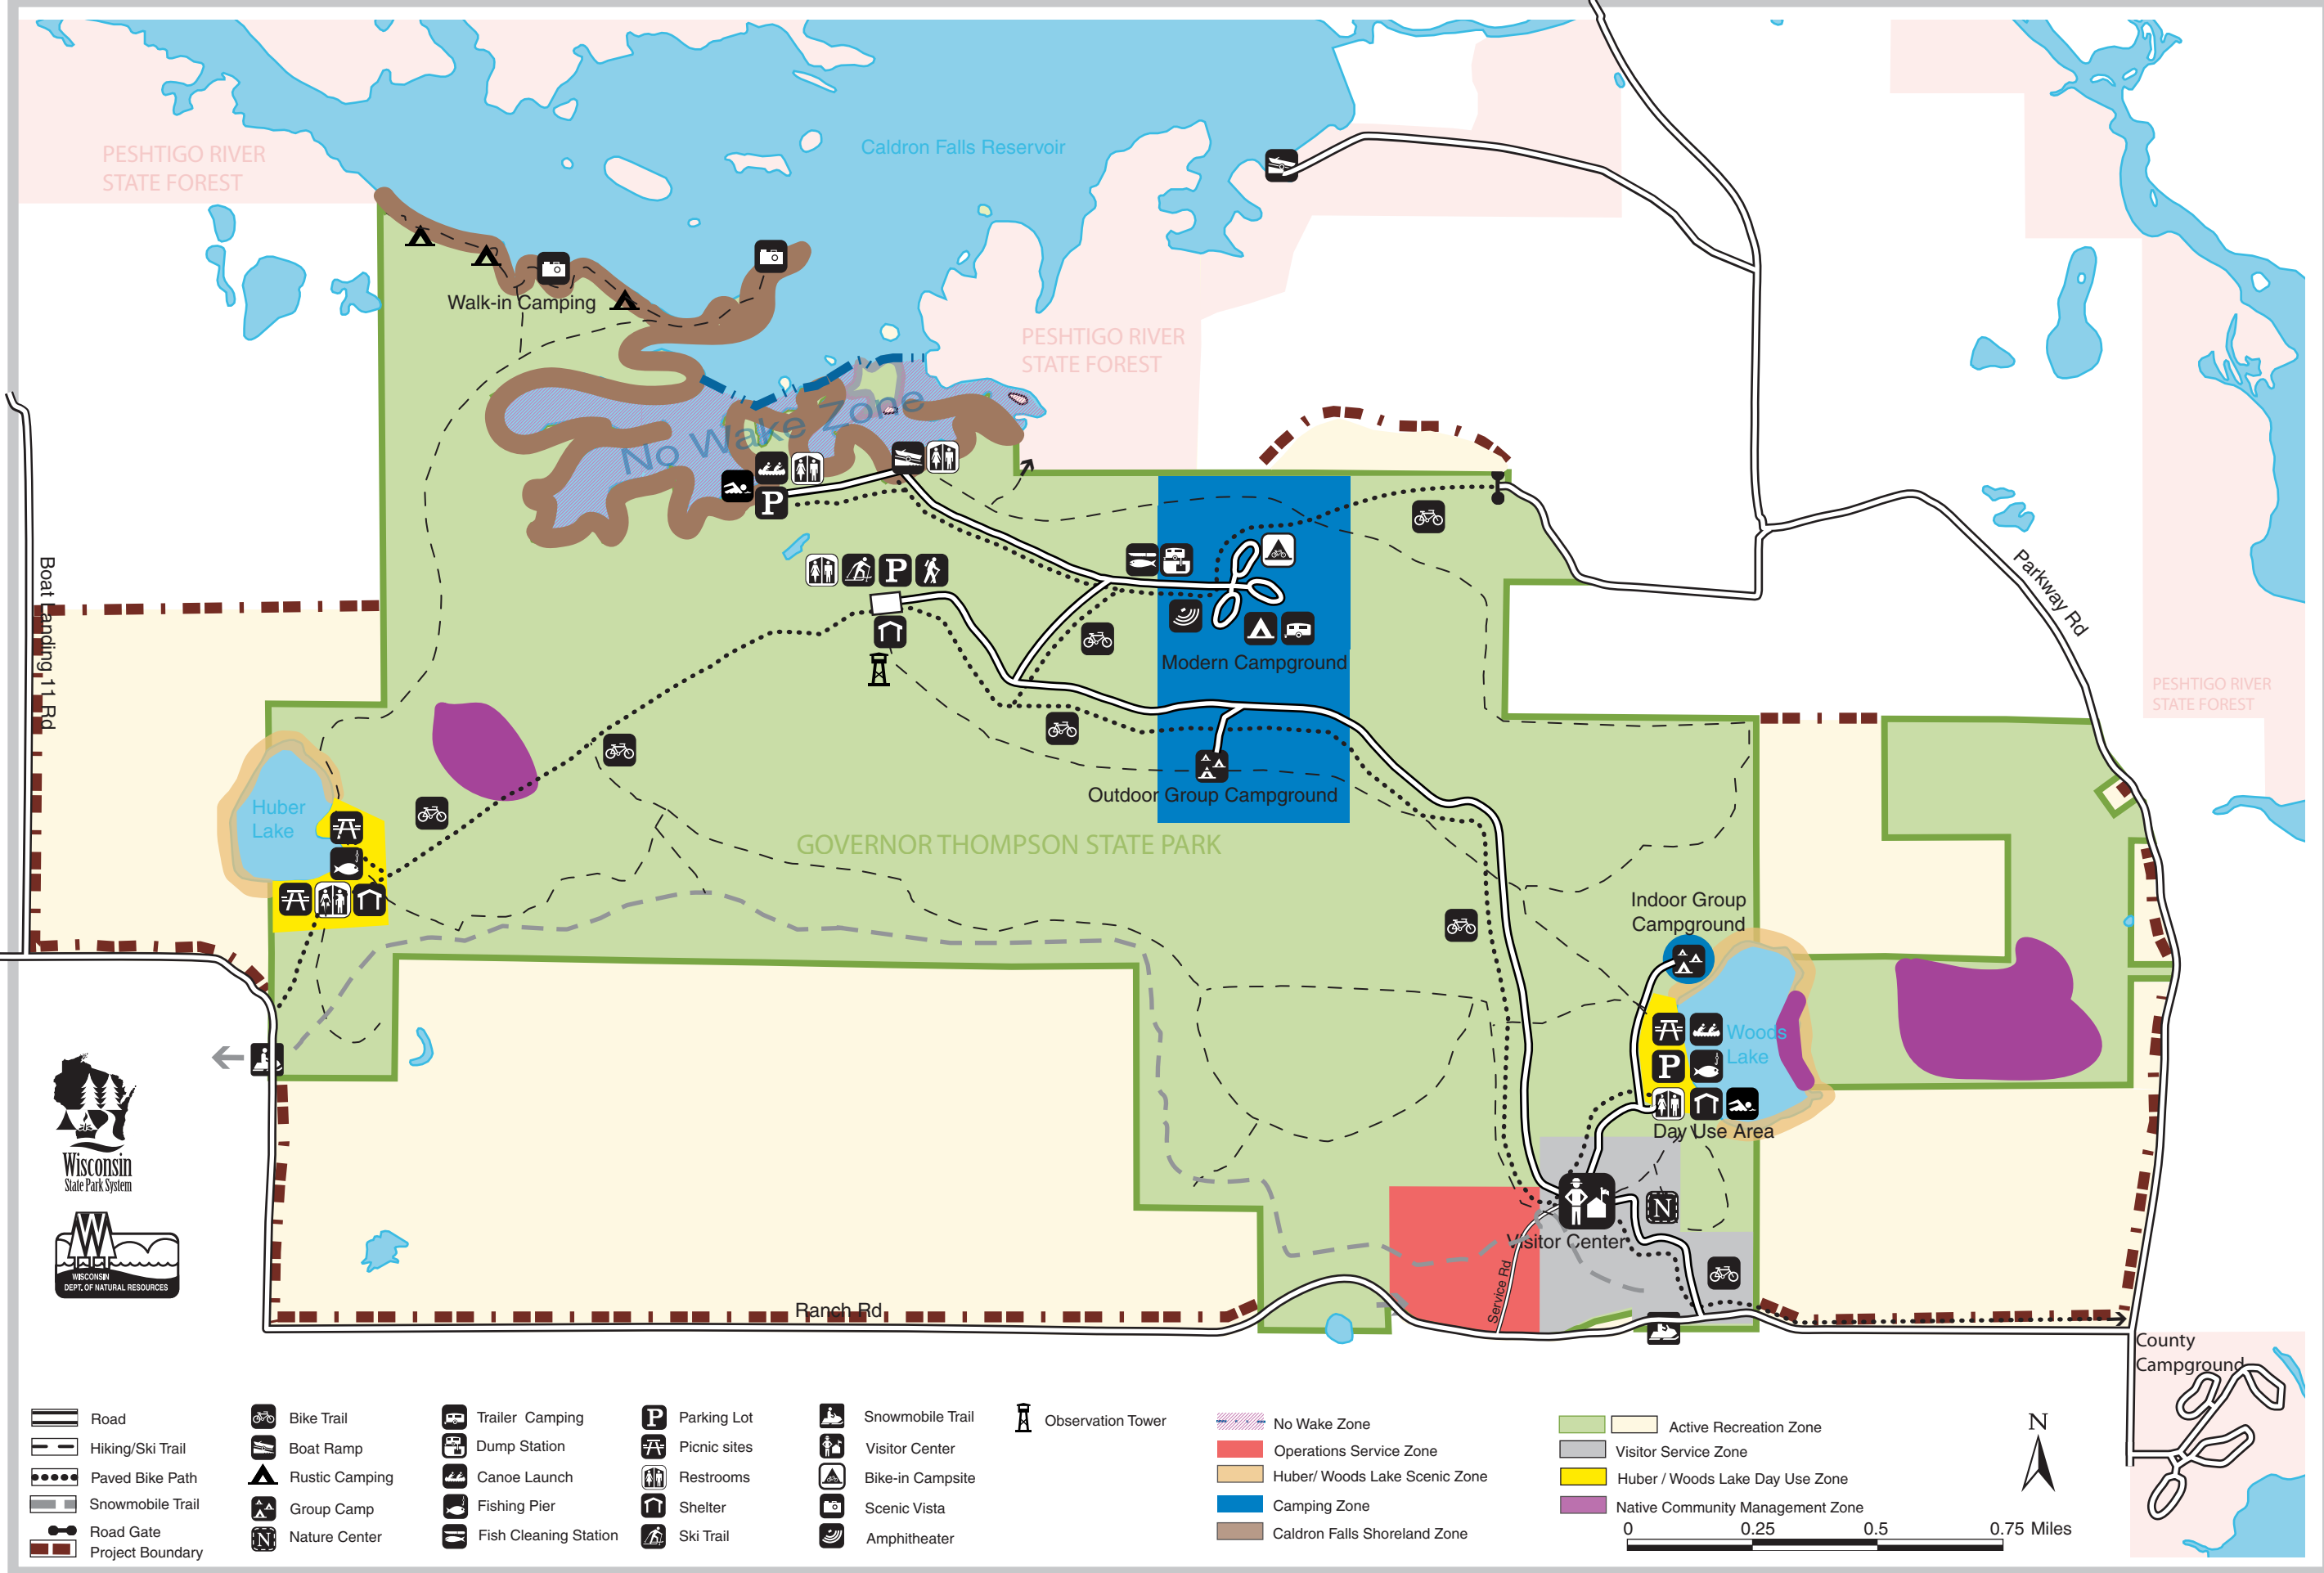 PESHTIGO RIVER
STATE FOREST
Caldron Falls Reservoir
Walk-in Camping
PESHTIGO RIVER
STATE FOREST
No Wake Zone
P
P
Boat Landing 11 Rd
Parkway Rd
Modern Campground
PESHTIGO RIVER
STATE FOREST
Huber
Lake
Outdoor Group Campground
GOVERNOR THOMPSON STATE PARK
Indoor Group
Campground
Woods
Lake
P
Day Use Area
N
Visitor Center
Service Rd
Ranch Rd
County
Campground
Wisconsin
State Park System
W
WISCONSIN
DEPT. OF NATURAL RESOURCES
Road
Hiking/Ski Trail
Paved Bike Path
Snowmobile Trail
Road Gate
Project Boundary
Bike Trail
Boat Ramp
Rustic Camping
Group Camp
N Nature Center
Trailer Camping
Dump Station
Canoe Launch
Fishing Pier
Fish Cleaning Station
P Parking Lot
Picnic sites
Restrooms
Shelter
Ski Trail
Snowmobile Trail
Visitor Center
Bike-in Campsite
Scenic Vista
Amphitheater
Observation Tower
No Wake Zone
Operations Service Zone
Huber/ Woods Lake Scenic Zone
Camping Zone
Caldron Falls Shoreland Zone
Active Recreation Zone
Visitor Service Zone
Huber / Woods Lake Day Use Zone
Native Community Management Zone
0 0.25 0.5 0.75 Miles
N